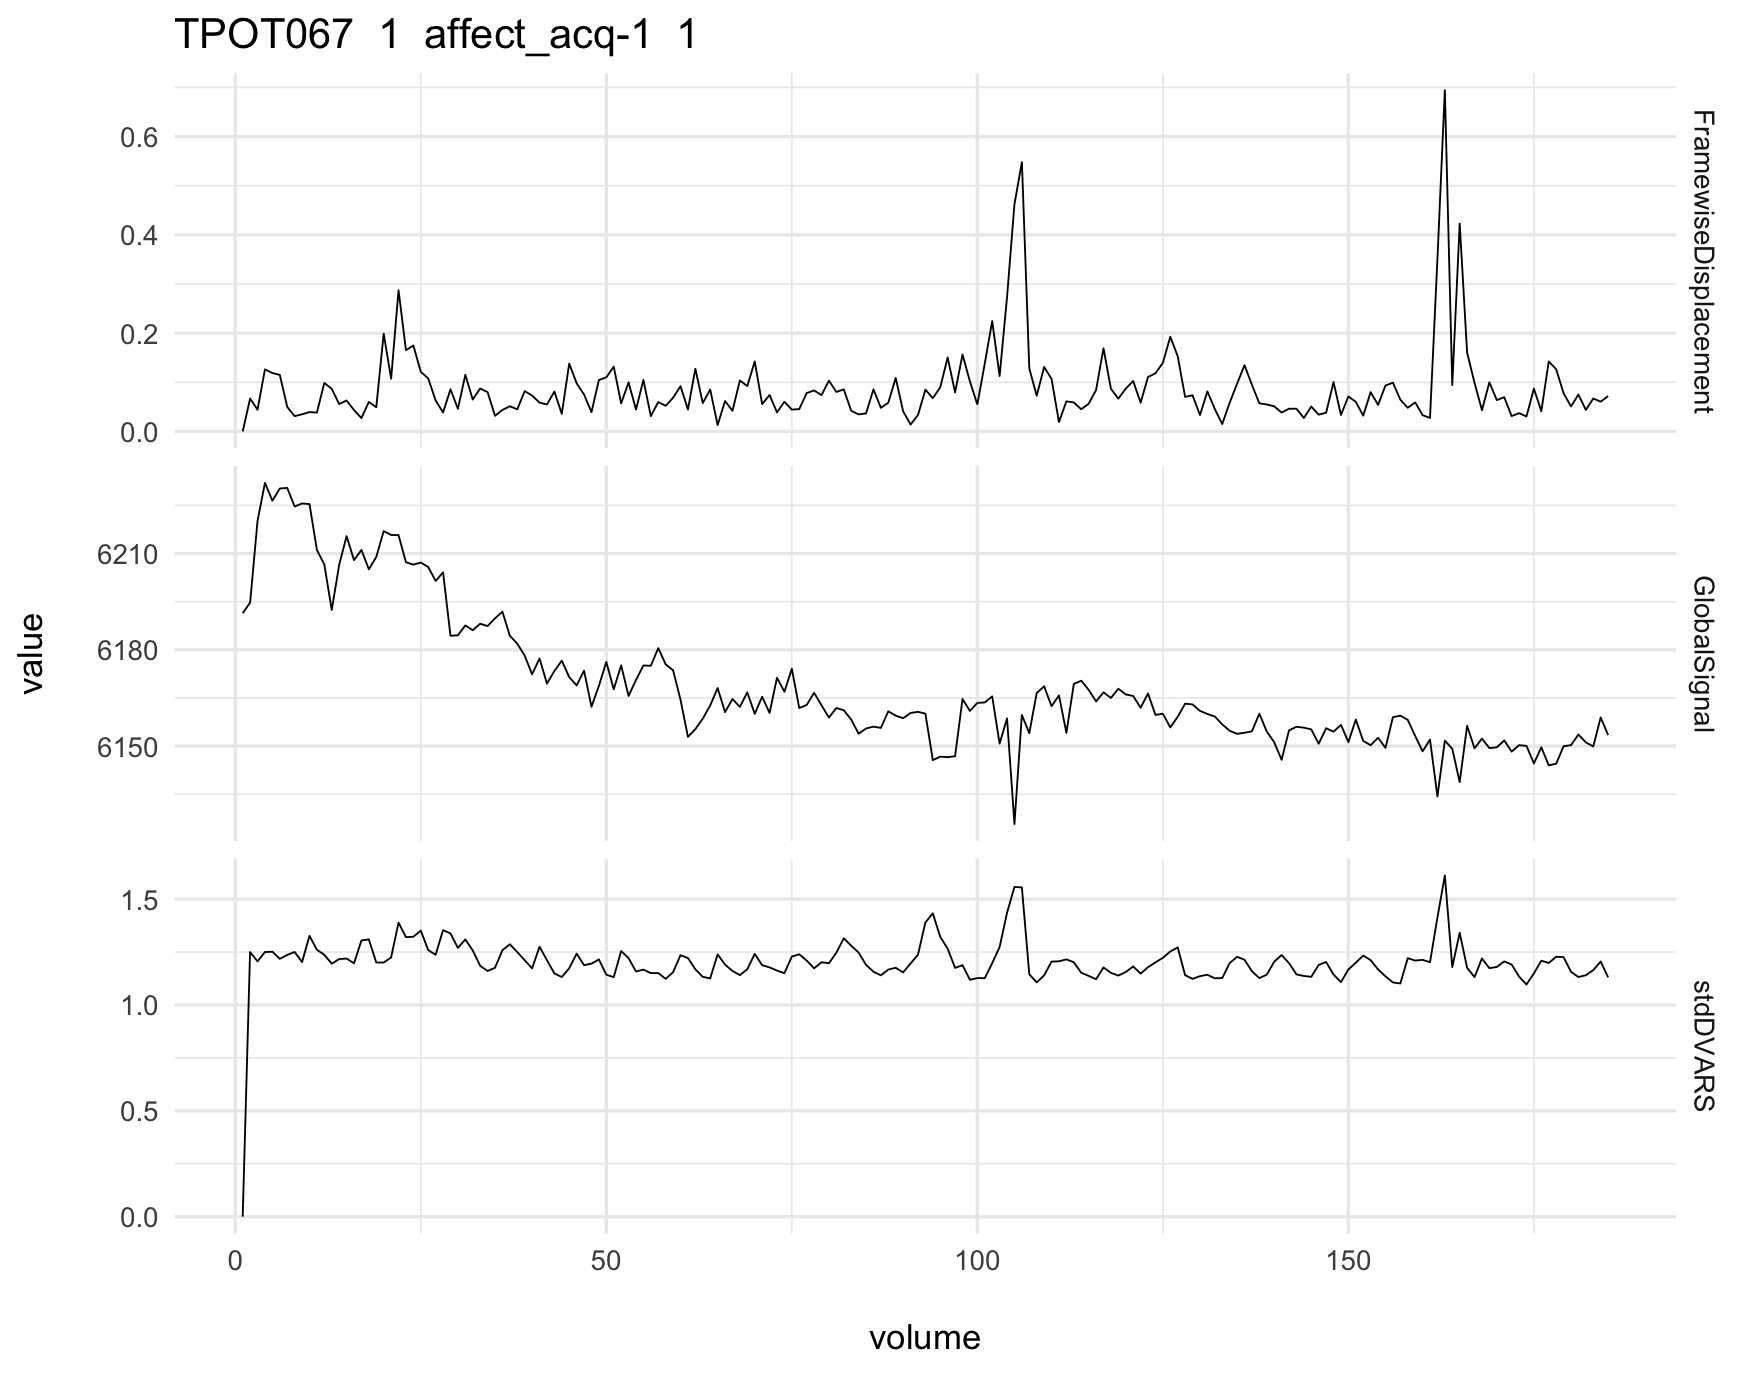 TPOT067 1 affect_acq-1 1
0.6
0.4
0.2
0.0
FramewiseDisplacement
6210
6180
6150
GlobalSignal
1.5
1.0
0.5
0.0
stdDVARS
value
0 50 100 150
volume